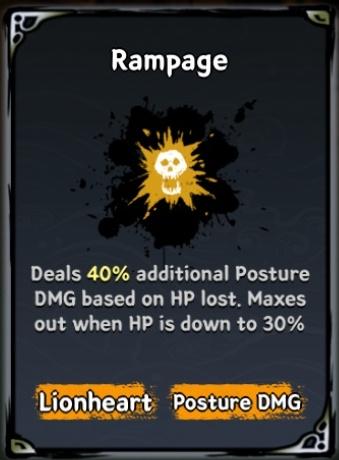 Rampage
Deals 40% additional Posture
DMG based on HP lost. Maxes
out when HP is down to 30%
Lionheart Posture DMG